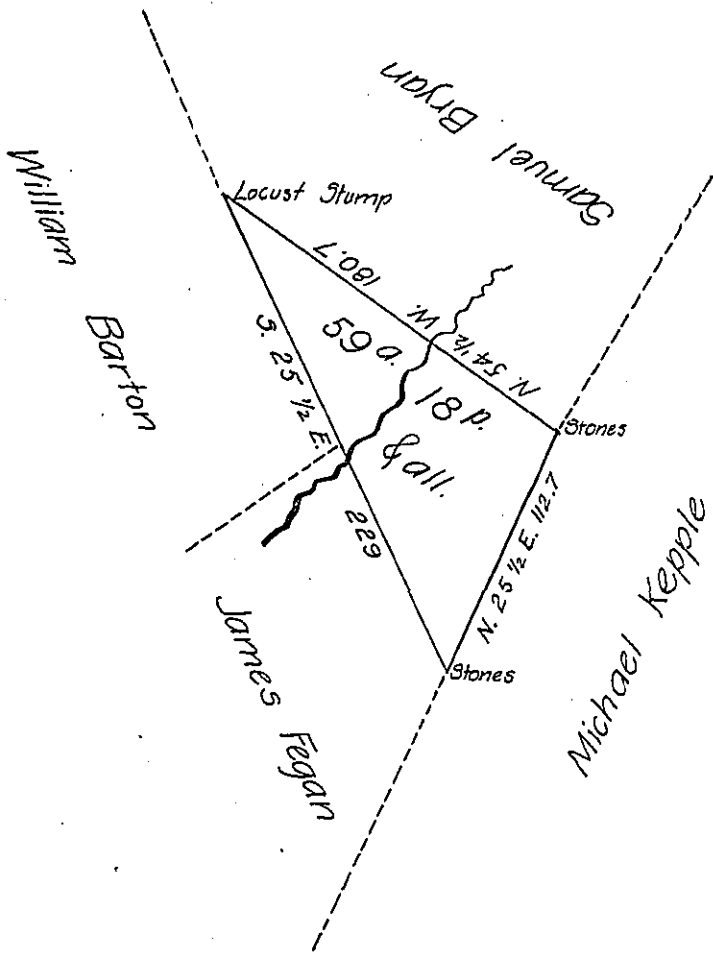 Samuel Bryan
William
Barton
Locust Stump
N. 54 ½ W.
180.7
59 a.
18 d.
& all.
S. 25 ½ E.
229
Stones
N. 25 ½ E. 112.7
Stones
Michael Kepple
James Fegan